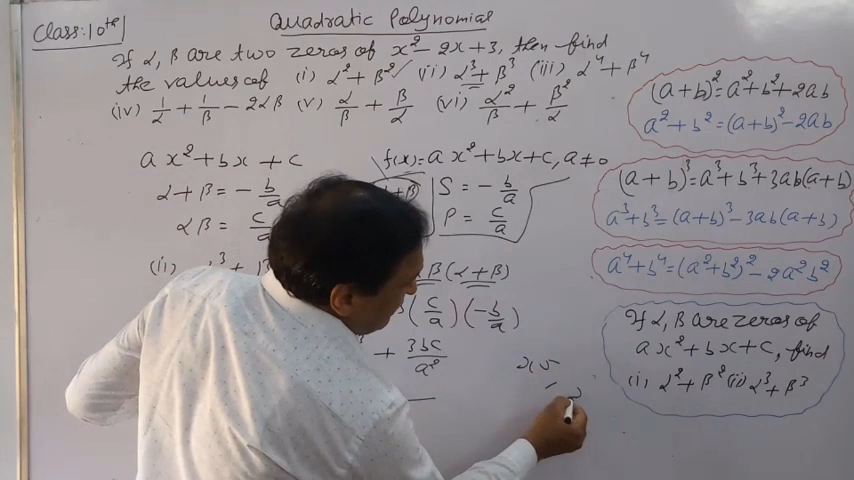 Quadratic Polynomials
Class: 10th
If α, β are two zeros of x² - 2x + 3, then find
the values of (i) α² + β² ✓ (ii) α³ + β³ (iii) α⁴ + β⁴
(iv) 1/α + 1/β - 2αβ (v) α/β + β/α (vi) α²/β + β²/α
ax² + bx + c
α + β = - b/a
αβ = c/a
f(x) = ax² + bx + c, a ≠ 0
S = - b/a
P = c/a
(ii)
β(α + β)
(c/a)(-b/a)
+ 3bc/a²
(a+b)² = a² + b² + 2ab
a² + b² = (a+b)² - 2ab
(a+b)³ = a³ + b³ + 3ab(a+b)
a³ + b³ = (a+b)³ - 3ab(a+b)
a⁴ + b⁴ = (a² + b²)² - 2a²b²
If α, β are zeros of
ax² + bx + c, find
(i) α² + β² (ii) α³ + β³